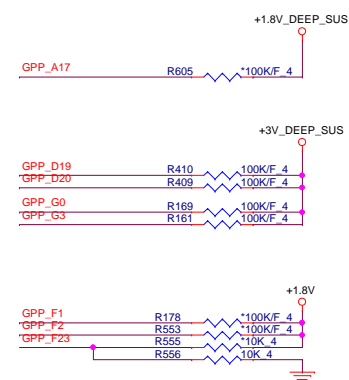 +1.8V_DEEP_SUS
GPP_A17 R605 *100K/F_4
+3V_DEEP_SUS
GPP_D19 R410 100K/F_4
GPP_D20 R409 100K/F_4
GPP_G0 R169 100K/F_4
GPP_G3 R161 100K/F_4
+1.8V
GPP_F1 R178 *100K/F_4
GPP_F2 R553 *100K/F_4
GPP_F23 R555 *10K_4
R556 10K_4